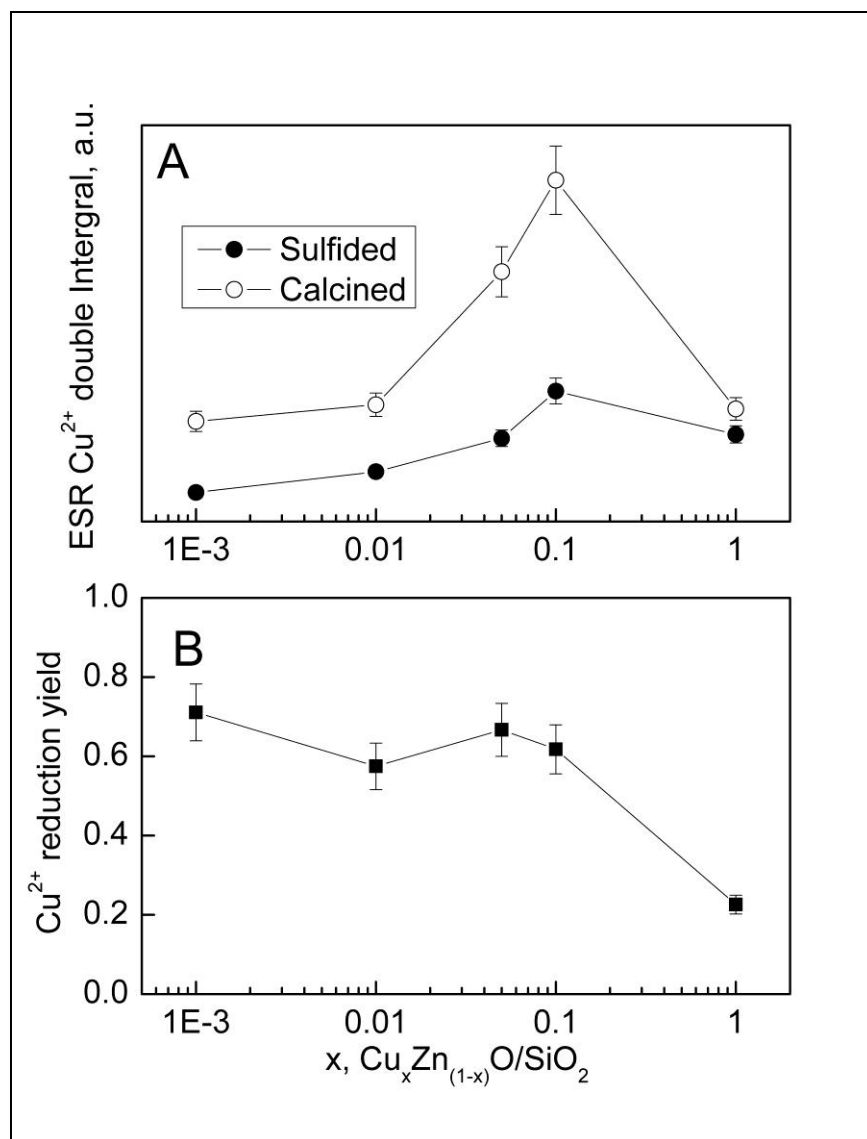 A
Sulfided
Calcined
ESR Cu²⁺ double Intergral, a.u.
1E-3 0.01 0.1 1
B
1.0
0.8
0.6
0.4
0.2
0.0
Cu²⁺ reduction yield
1E-3 0.01 0.1 1
x, CuₓZn₍₁₋ₓ₎O/SiO₂